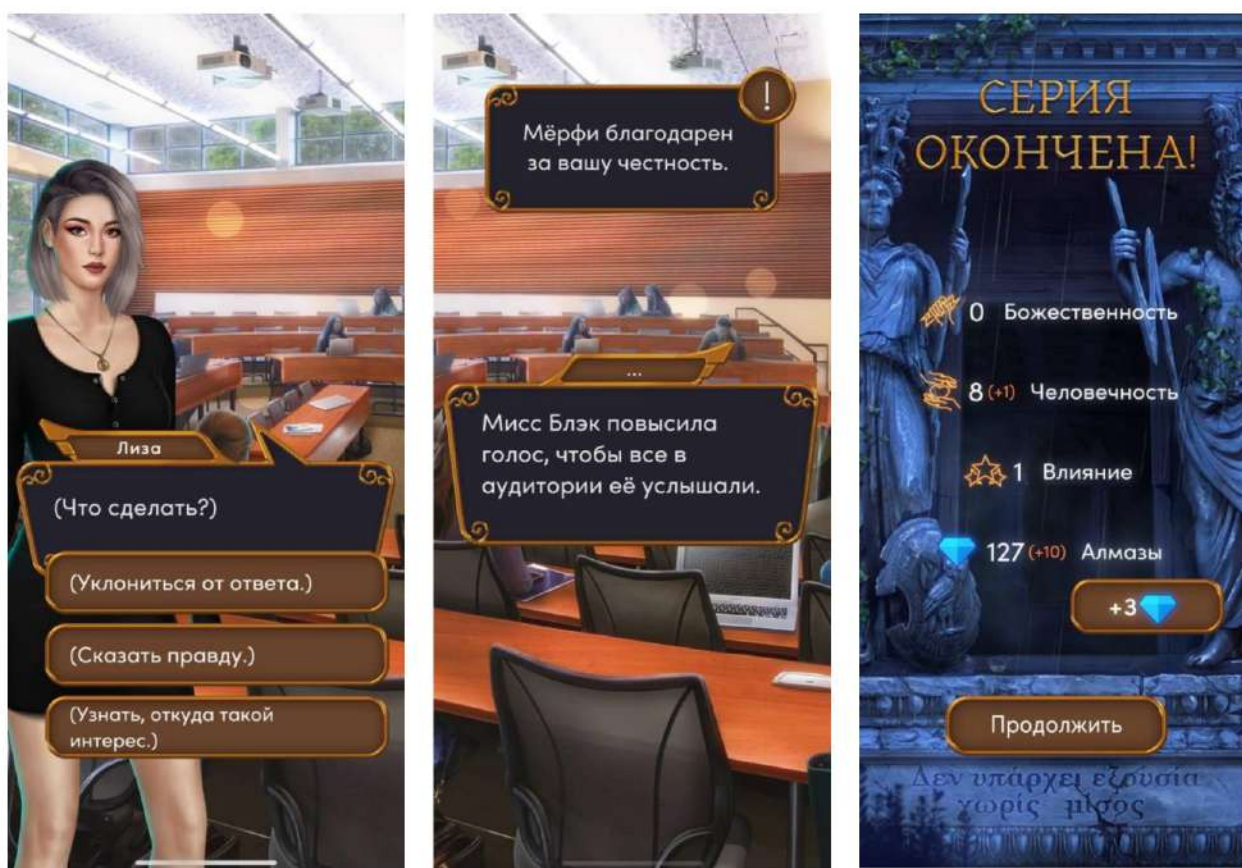 Лиза
(Что сделать?)
(Уклониться от ответа.)
(Сказать правду.)
(Узнать, откуда такой
интерес.)
!
Мёрфи благодарен
за вашу честность.
...
Мисс Блэк повысила
голос, чтобы все в
аудитории её услышали.
СЕРИЯ
ОКОНЧЕНА!
0 Божественность
8 (+1) Человечность
1 Влияние
127 (+10) Алмазы
+3
Продолжить
Δεν υπάρχει εξουσία
χωρίς μίσος